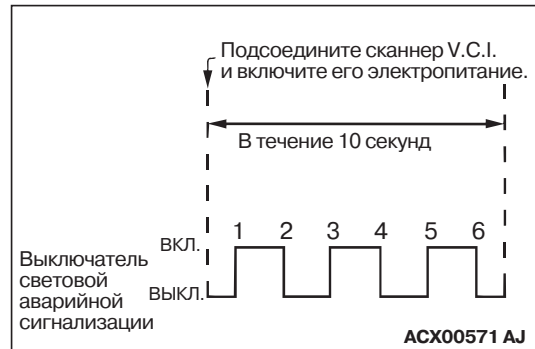 Подсоедините сканнер V.C.I.
и включите его электропитание.
В течение 10 секунд
1 2 3 4 5 6
ВКЛ.
Выключатель
световой
аварийной
сигнализации
ВЫКЛ.
ACX00571 AJ